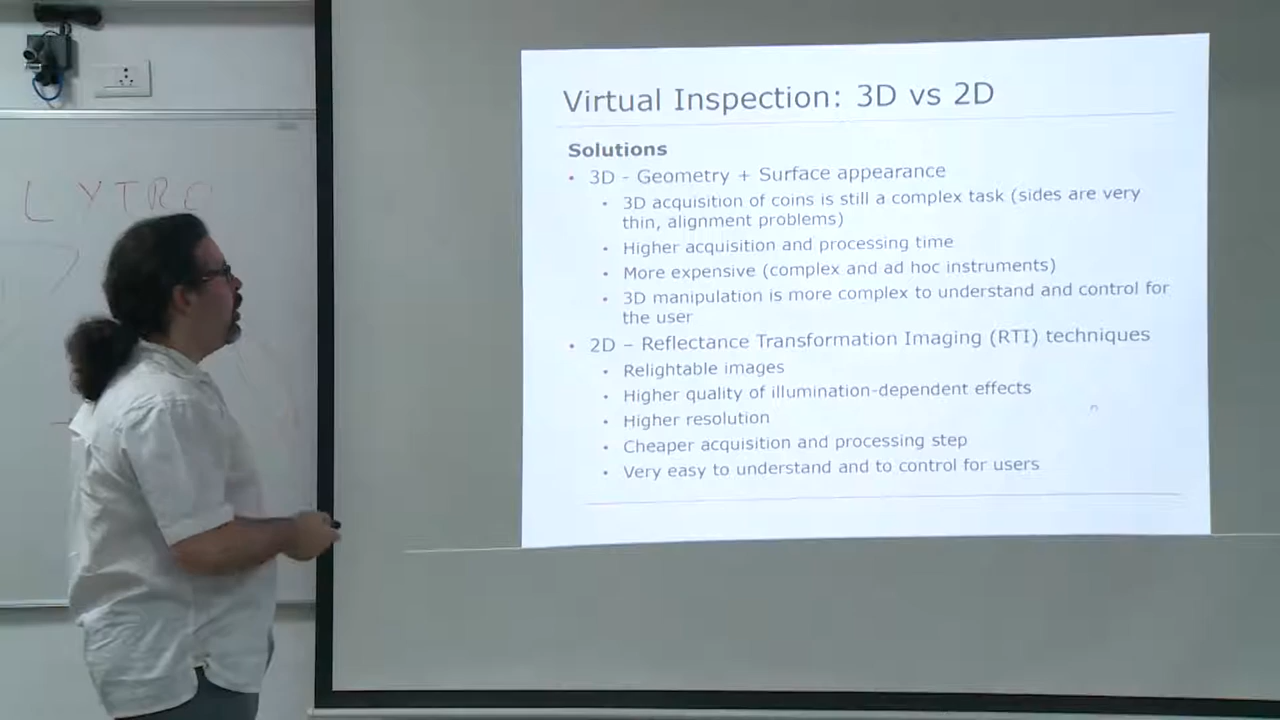 L Y T R C
Virtual Inspection: 3D vs 2D
Solutions
• 3D - Geometry + Surface appearance
• 3D acquisition of coins is still a complex task (sides are very
thin, alignment problems)
• Higher acquisition and processing time
• More expensive (complex and ad hoc instruments)
• 3D manipulation is more complex to understand and control for
the user
• 2D – Reflectance Transformation Imaging (RTI) techniques
• Relightable images
• Higher quality of illumination-dependent effects
• Higher resolution
• Cheaper acquisition and processing step
• Very easy to understand and to control for users